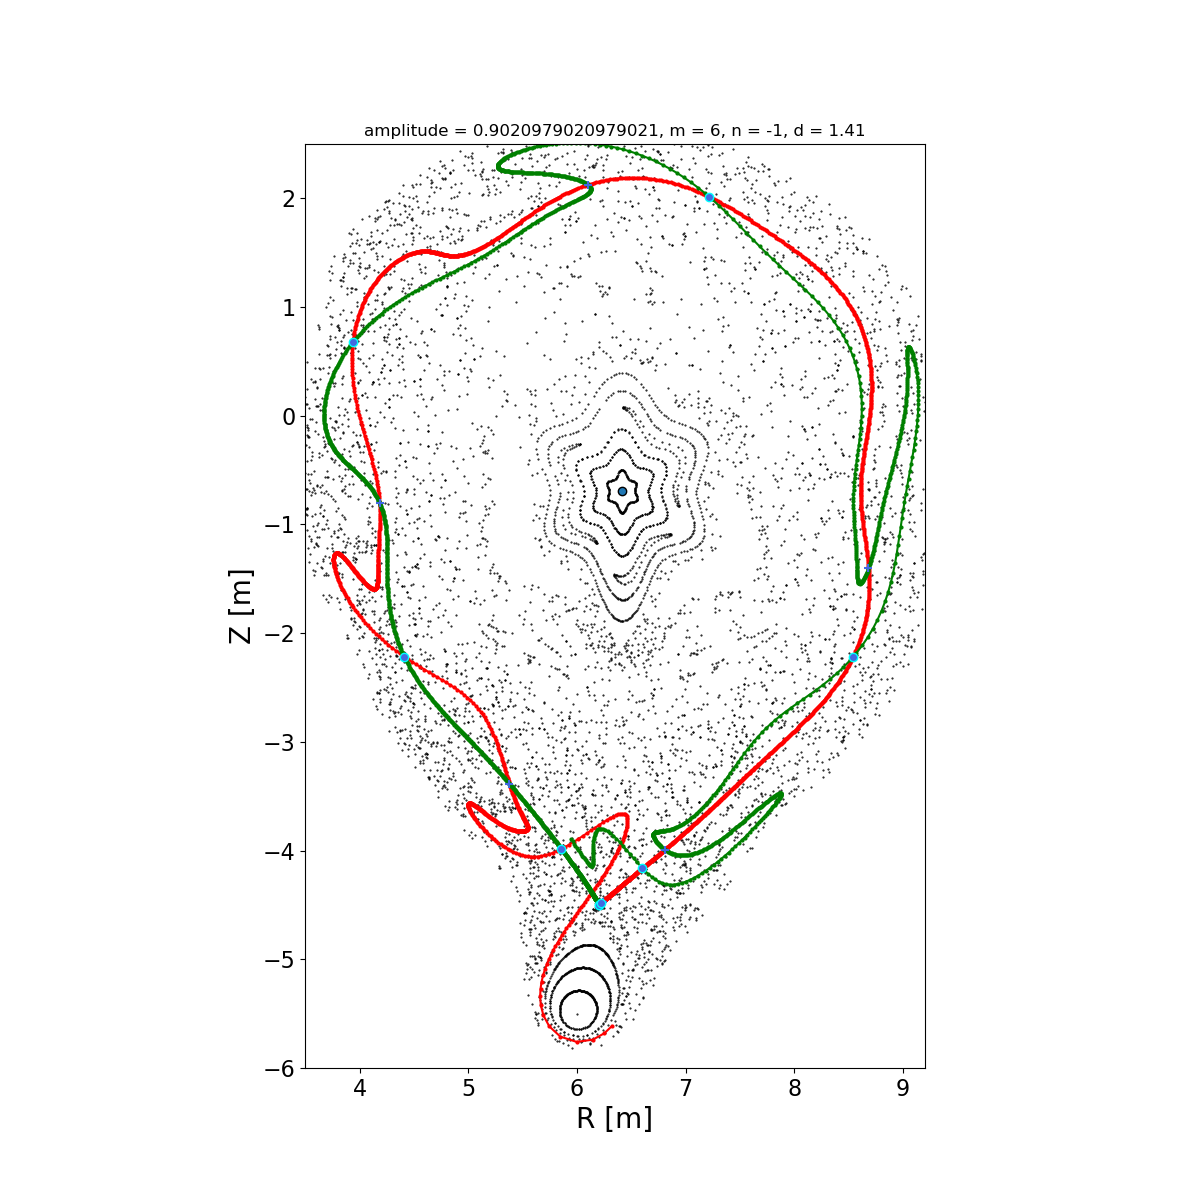 amplitude = 0.9020979020979021, m = 6, n = -1, d = 1.41
2
1
0
−1
−2
−3
−4
−5
−6
Z [m]
4 5 6 7 8 9
R [m]